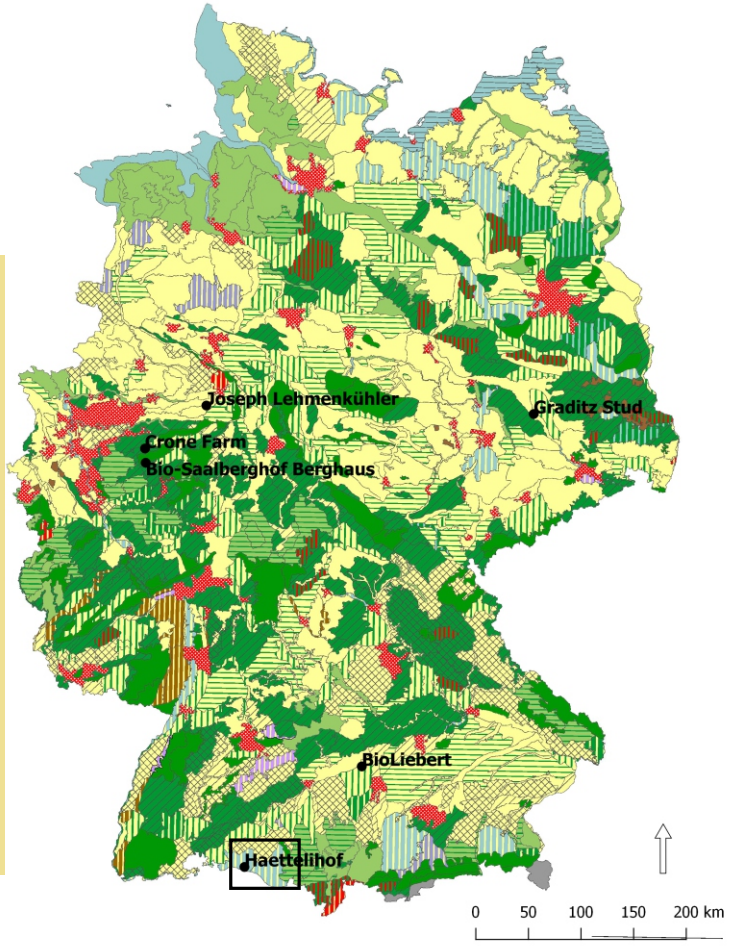 Joseph Lehmenkühler
Graditz Stud
Crone Farm
Bio-Saalberghof Berghaus
BioLiebert
Haettelihof
0 50 100 150 200 km